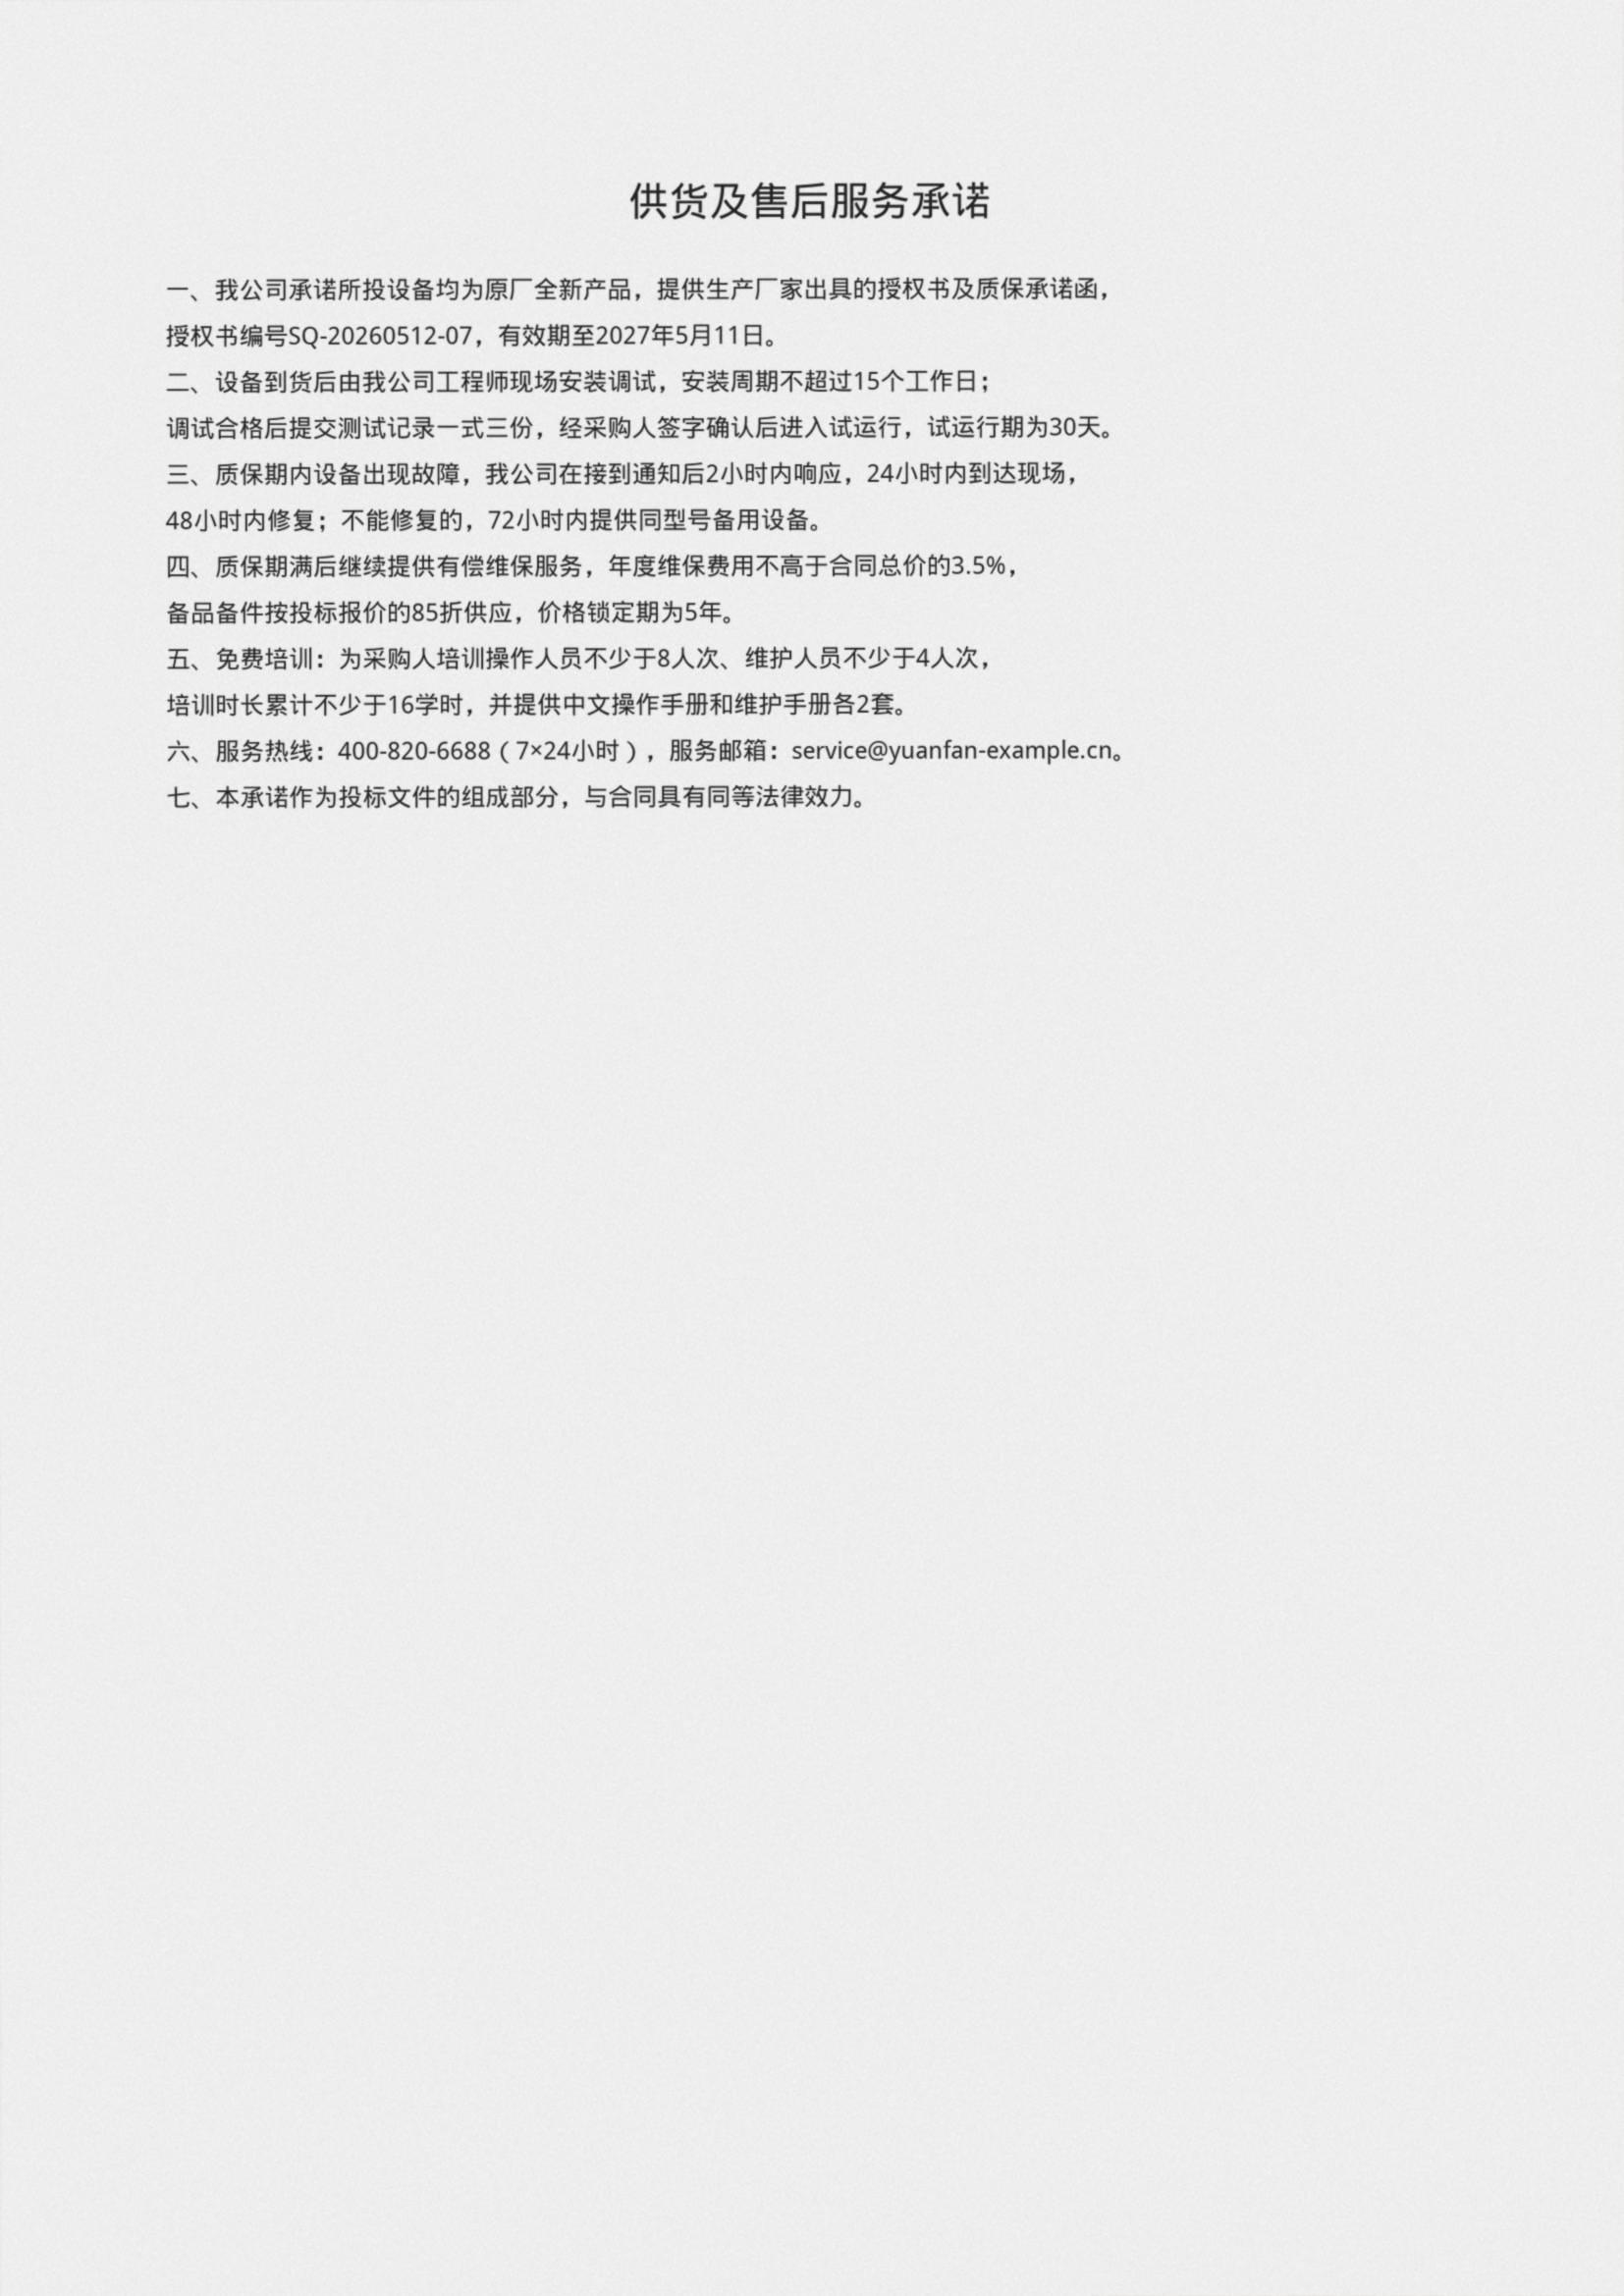 供货及售后服务承诺
一、我公司承诺所投设备均为原厂全新产品，提供生产厂家出具的授权书及质保承诺函，
授权书编号SQ-20260512-07，有效期至2027年5月11日。
二、设备到货后由我公司工程师现场安装调试，安装周期不超过15个工作日；
调试合格后提交测试记录一式三份，经采购人签字确认后进入试运行，试运行期为30天。
三、质保期内设备出现故障，我公司在接到通知后2小时内响应，24小时内到达现场，
48小时内修复；不能修复的，72小时内提供同型号备用设备。
四、质保期满后继续提供有偿维保服务，年度维保费用不高于合同总价的3.5%，
备品备件按投标报价的85折供应，价格锁定期为5年。
五、免费培训：为采购人培训操作人员不少于8人次、维护人员不少于4人次，
培训时长累计不少于16学时，并提供中文操作手册和维护手册各2套。
六、服务热线：400-820-6688（7×24小时），服务邮箱：service@yuanfan-example.cn。
七、本承诺作为投标文件的组成部分，与合同具有同等法律效力。